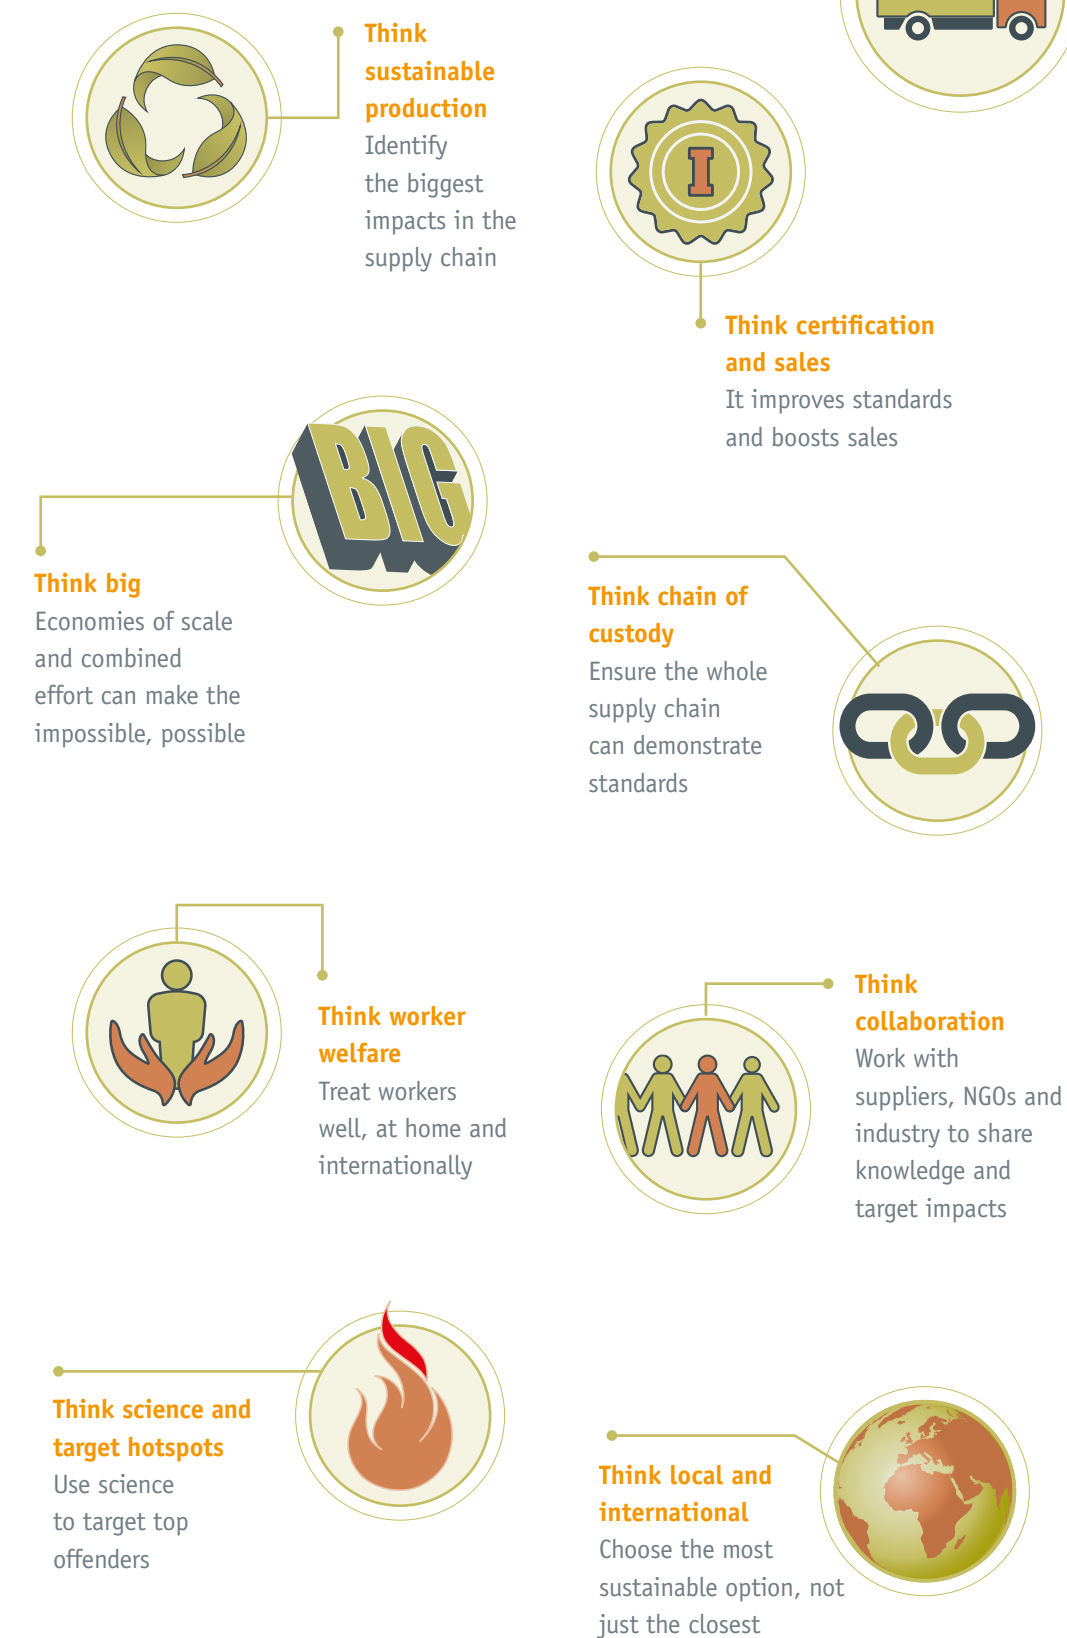 Think
sustainable
production
Identify
the biggest
impacts in the
supply chain
I
Think certification
and sales
It improves standards
and boosts sales
BIG
Think big
Economies of scale
and combined
effort can make the
impossible, possible
Think chain of
custody
Ensure the whole
supply chain
can demonstrate
standards
Think worker
welfare
Treat workers
well, at home and
internationally
Think
collaboration
Work with
suppliers, NGOs and
industry to share
knowledge and
target impacts
Think science and
target hotspots
Use science
to target top
offenders
Think local and
international
Choose the most
sustainable option, not
just the closest